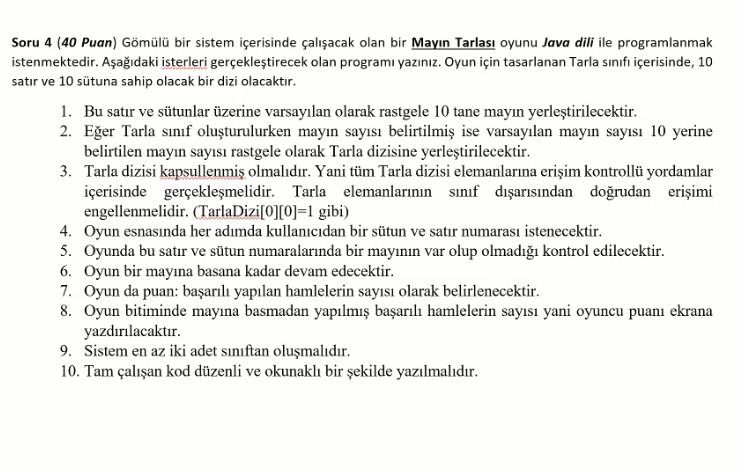 Soru 4 (40 Puan) Gömülü bir sistem içerisinde çalışacak olan bir Mayın Tarlası oyunu Java dili ile programlanmak
istenmektedir. Aşağıdaki isterleri gerçekleştirecek olan programı yazınız. Oyun için tasarlanan Tarla sınıfı içerisinde, 10
satır ve 10 sütuna sahip olacak bir dizi olacaktır.
1. Bu satır ve sütunlar üzerine varsayılan olarak rastgele 10 tane mayın yerleştirilecektir.
2. Eğer Tarla sınıf oluşturulurken mayın sayısı belirtilmiş ise varsayılan mayın sayısı 10 yerine
belirtilen mayın sayısı rastgele olarak Tarla dizisine yerleştirilecektir.
3. Tarla dizisi kapsullenmiş olmalıdır. Yani tüm Tarla dizisi elemanlarına erişim kontrollü yordamlar
içerisinde gerçekleşmelidir. Tarla elemanlarının sınıf dışarısından doğrudan erişimi
engellenmelidir. (TarlaDizi[0][0]=1 gibi)
4. Oyun esnasında her adımda kullanıcıdan bir sütun ve satır numarası istenecektir.
5. Oyunda bu satır ve sütun numaralarında bir mayının var olup olmadığı kontrol edilecektir.
6. Oyun bir mayına basana kadar devam edecektir.
7. Oyun da puan: başarılı yapılan hamlelerin sayısı olarak belirlenecektir.
8. Oyun bitiminde mayına basmadan yapılmış başarılı hamlelerin sayısı yani oyuncu puanı ekrana
yazdırılacaktır.
9. Sistem en az iki adet sınıftan oluşmalıdır.
10. Tam çalışan kod düzenli ve okunaklı bir şekilde yazılmalıdır.